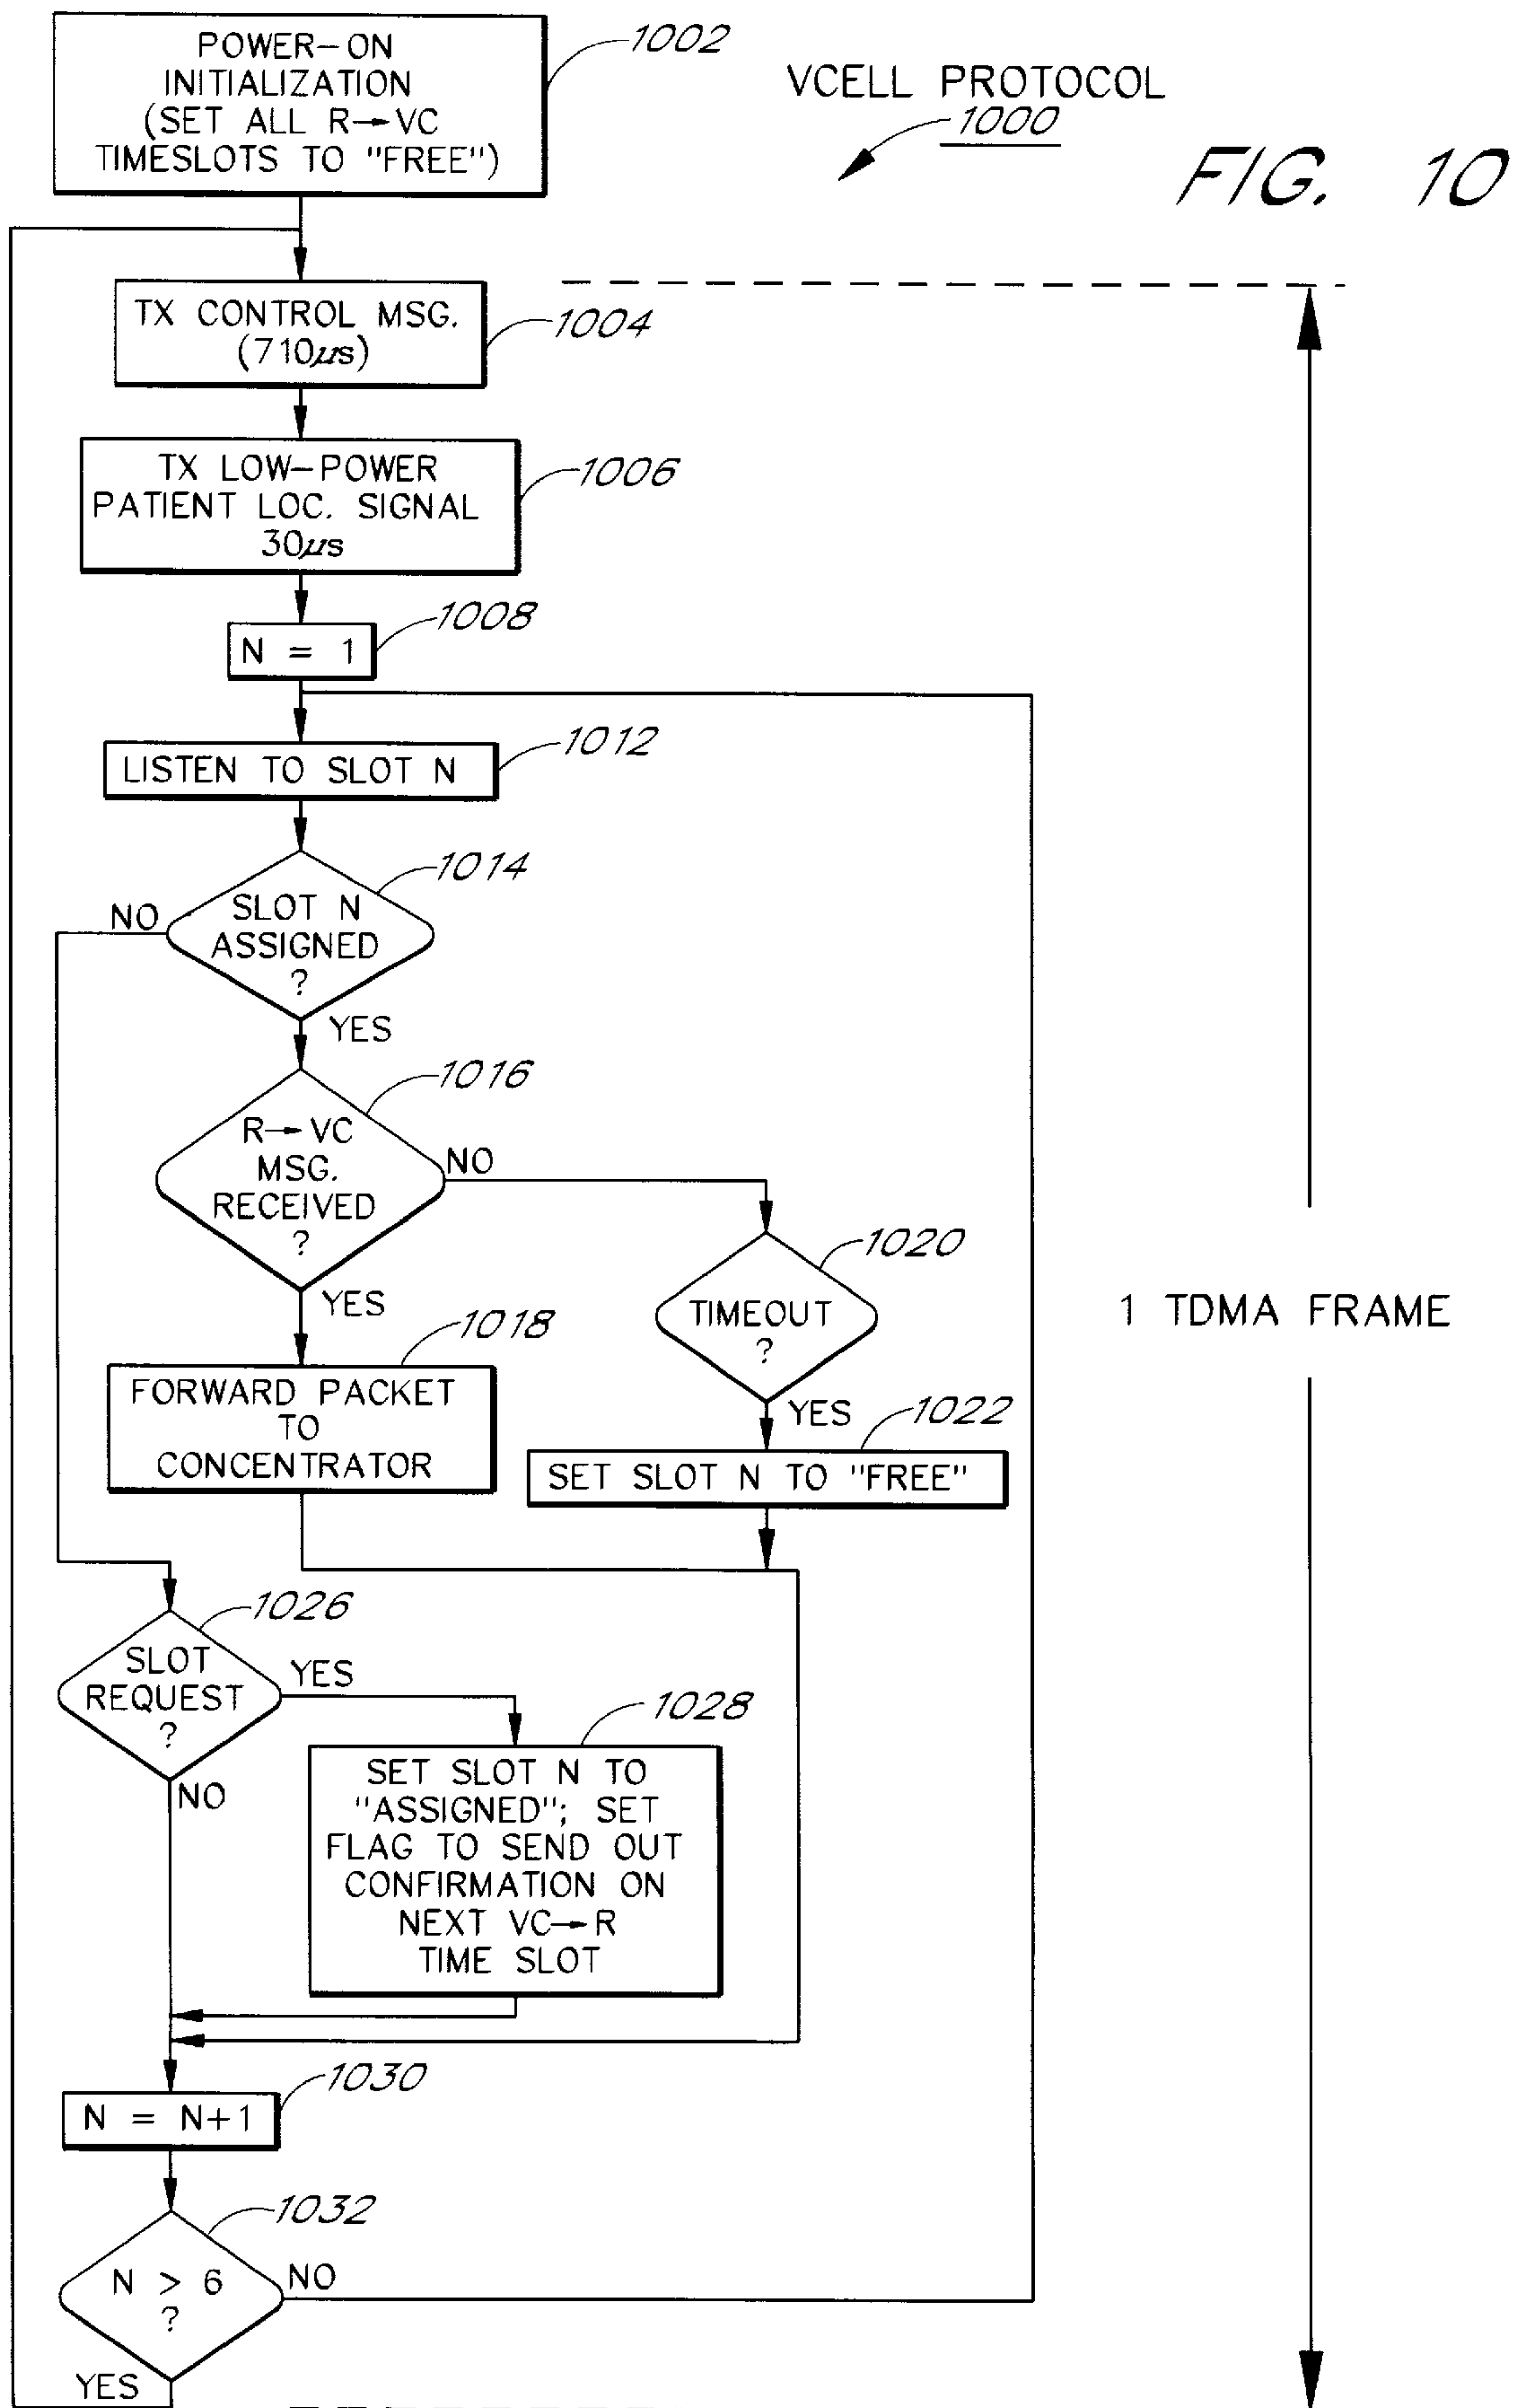 POWER-ON
INITIALIZATION
(SET ALL R→VC
TIMESLOTS TO "FREE")
1002
VCELL PROTOCOL
1000
FIG. 10
TX CONTROL MSG.
(710μs)
1004
TX LOW-POWER
PATIENT LOC. SIGNAL
30μs
1006
N = 1
1008
LISTEN TO SLOT N
1012
SLOT N
ASSIGNED
?
1014
NO
YES
R→VC
MSG.
RECEIVED
?
1016
NO
YES
TIMEOUT
?
1020
YES
1 TDMA FRAME
FORWARD PACKET
TO
CONCENTRATOR
1018
SET SLOT N TO "FREE"
1022
SLOT
REQUEST
?
1026
YES
NO
SET SLOT N TO
"ASSIGNED"; SET
FLAG TO SEND OUT
CONFIRMATION ON
NEXT VC→R
TIME SLOT
1028
N = N+1
1030
N > 6
?
1032
NO
YES